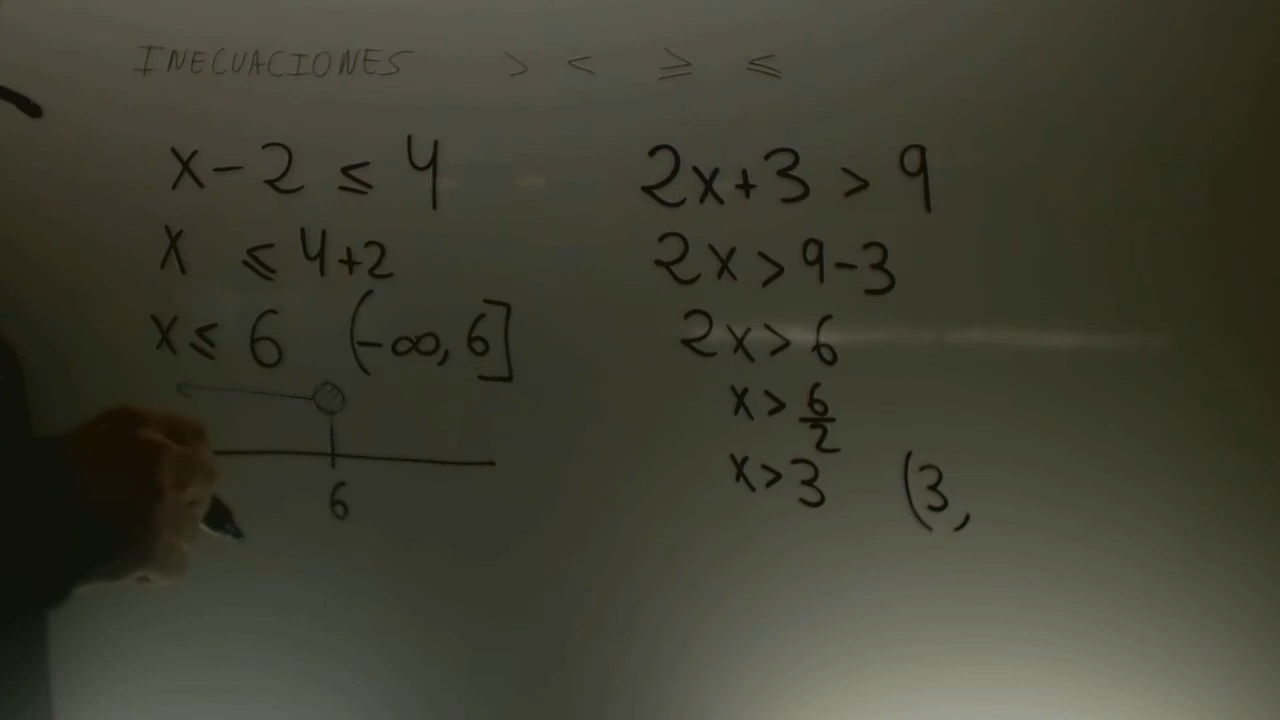 INECUACIONES > < ≥ ≤
x - 2 ≤ 4
x ≤ 4+2
x ≤ 6 (-∞, 6]
6
2x+3 > 9
2x > 9-3
2x > 6
x > 6/2
x > 3 (3,